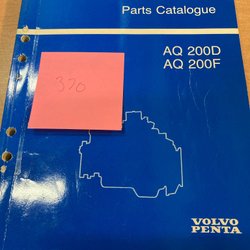 Parts Catalogue
AQ 200D
AQ 200F
370
VOLVO
PENTA